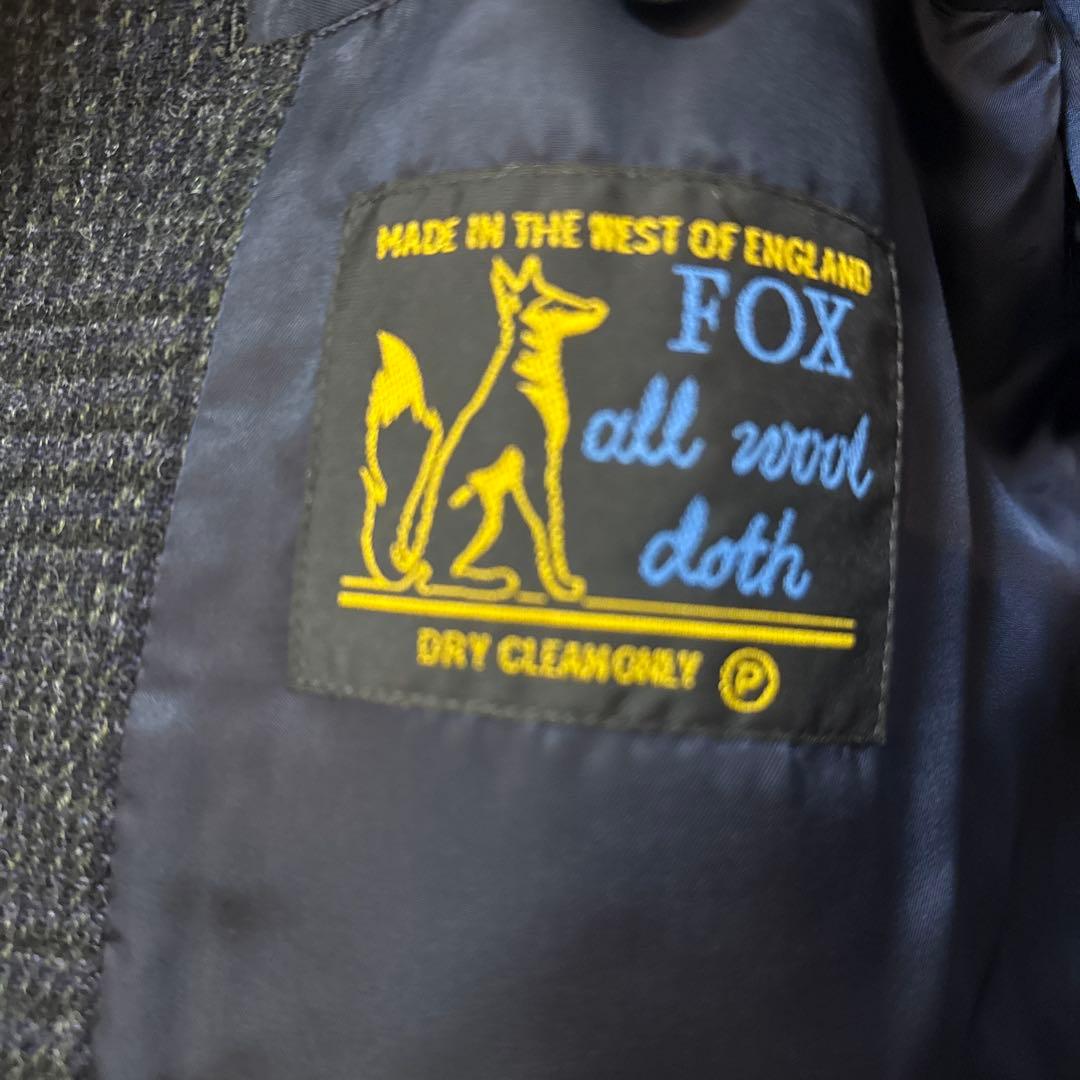 MADE IN THE WEST OF ENGLAND
FOX
all wool
cloth
DRY CLEAN ONLY P